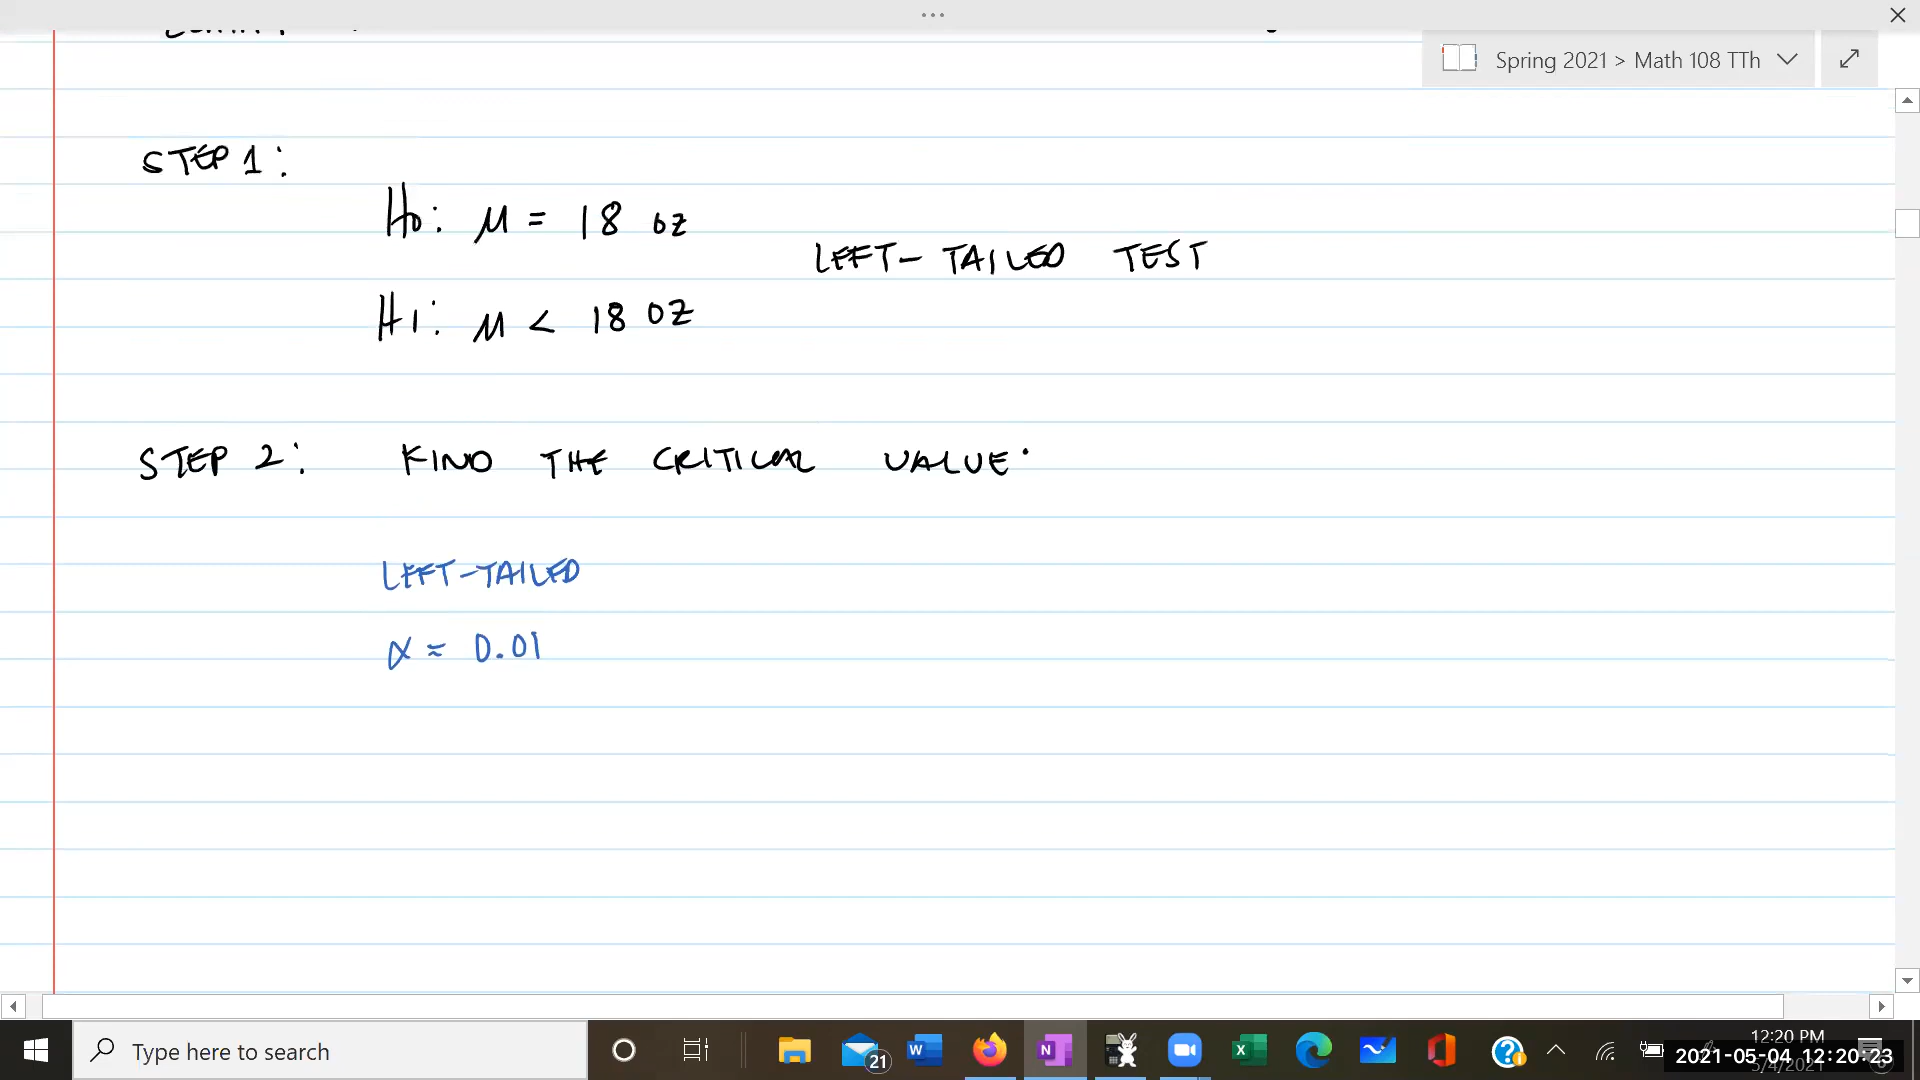 Spring 2021 > Math 108 TTh
STEP 1:
H0: μ = 18 oz
LEFT-TAILED TEST
H1: μ < 18 OZ
STEP 2: FIND THE CRITICAL VALUE:
LEFT-TAILED
α = 0.01
Type here to search
21
12:20 PM
2021-05-04 12:20:23